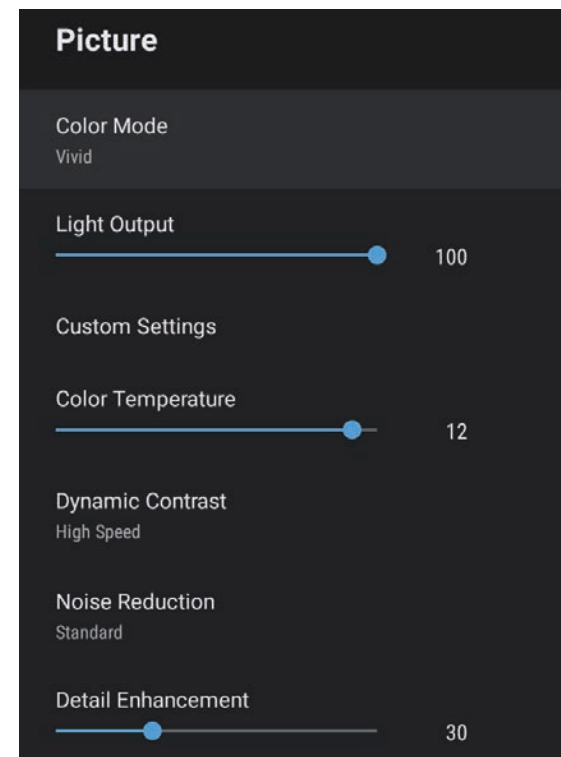 Picture
Color Mode
Vivid
Light Output
100
Custom Settings
Color Temperature
12
Dynamic Contrast
High Speed
Noise Reduction
Standard
Detail Enhancement
30